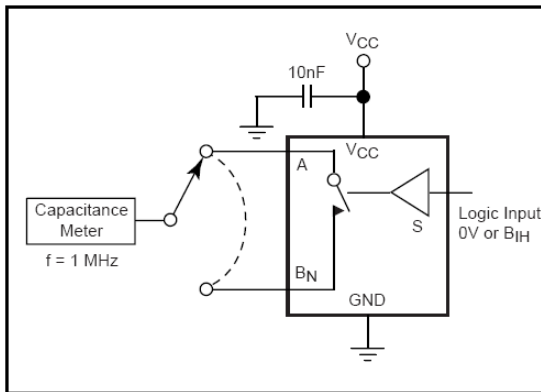 VCC
10nF
VCC
A
Capacitance
Meter
f = 1 MHz
S
Logic Input
0V or BIH
BN
GND